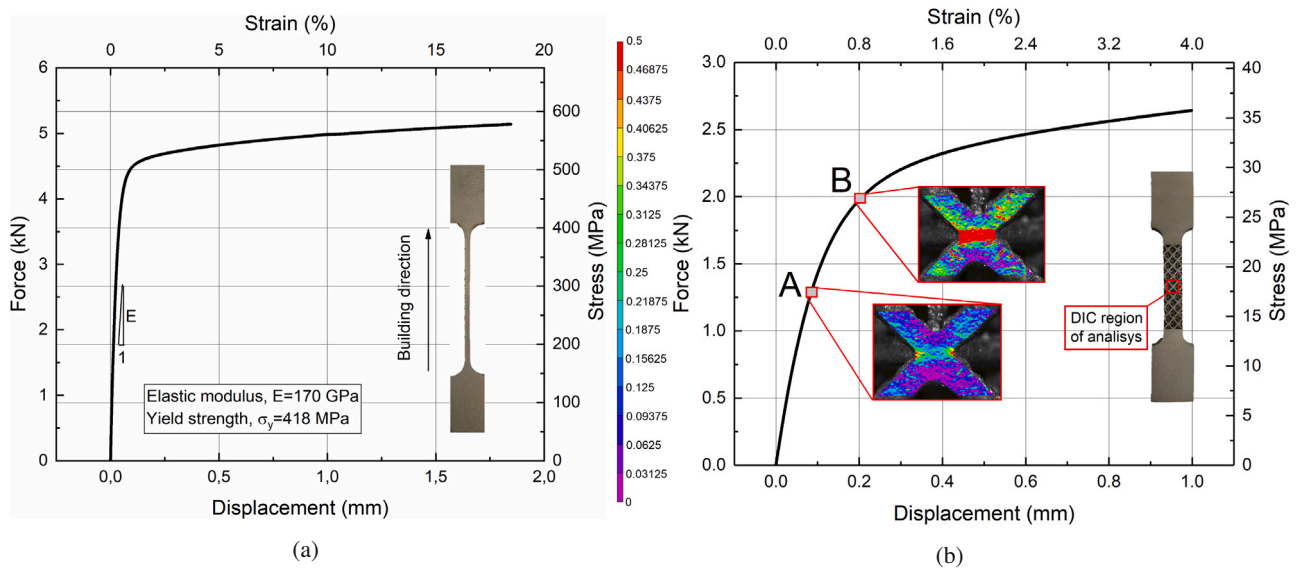 Strain (%)
0 5 10 15 20
6
5
4
3
2
1
0
Force (kN)
600
500
400
300
200
100
0
Stress (MPa)
Building direction
E
1
Elastic modulus, E=170 GPa
Yield strength, σy=418 MPa
0,0 0,5 1,0 1,5 2,0
Displacement (mm)
(a)
0.5
0.46875
0.4375
0.40625
0.375
0.34375
0.3125
0.28125
0.25
0.21875
0.1875
0.15625
0.125
0.09375
0.0625
0.03125
0
Strain (%)
0.0 0.8 1.6 2.4 3.2 4.0
3.0
2.5
2.0
1.5
1.0
0.5
0.0
Force (kN)
40
35
30
25
20
15
10
5
0
Stress (MPa)
B
A
DIC region
of analisys
0.0 0.2 0.4 0.6 0.8 1.0
Displacement (mm)
(b)